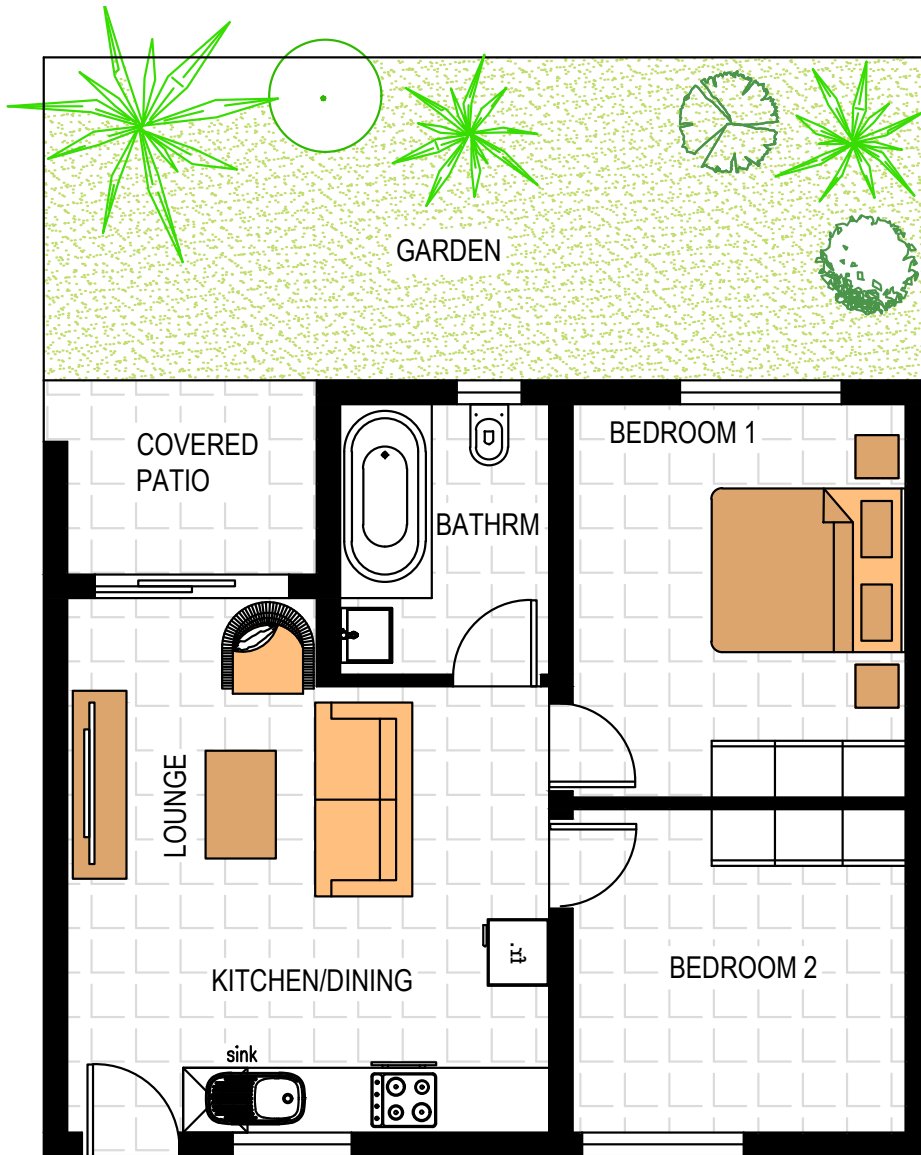 GARDEN
COVERED
PATIO
BEDROOM 1
BATHRM
LOUNGE
KITCHEN/DINING
BEDROOM 2
sink